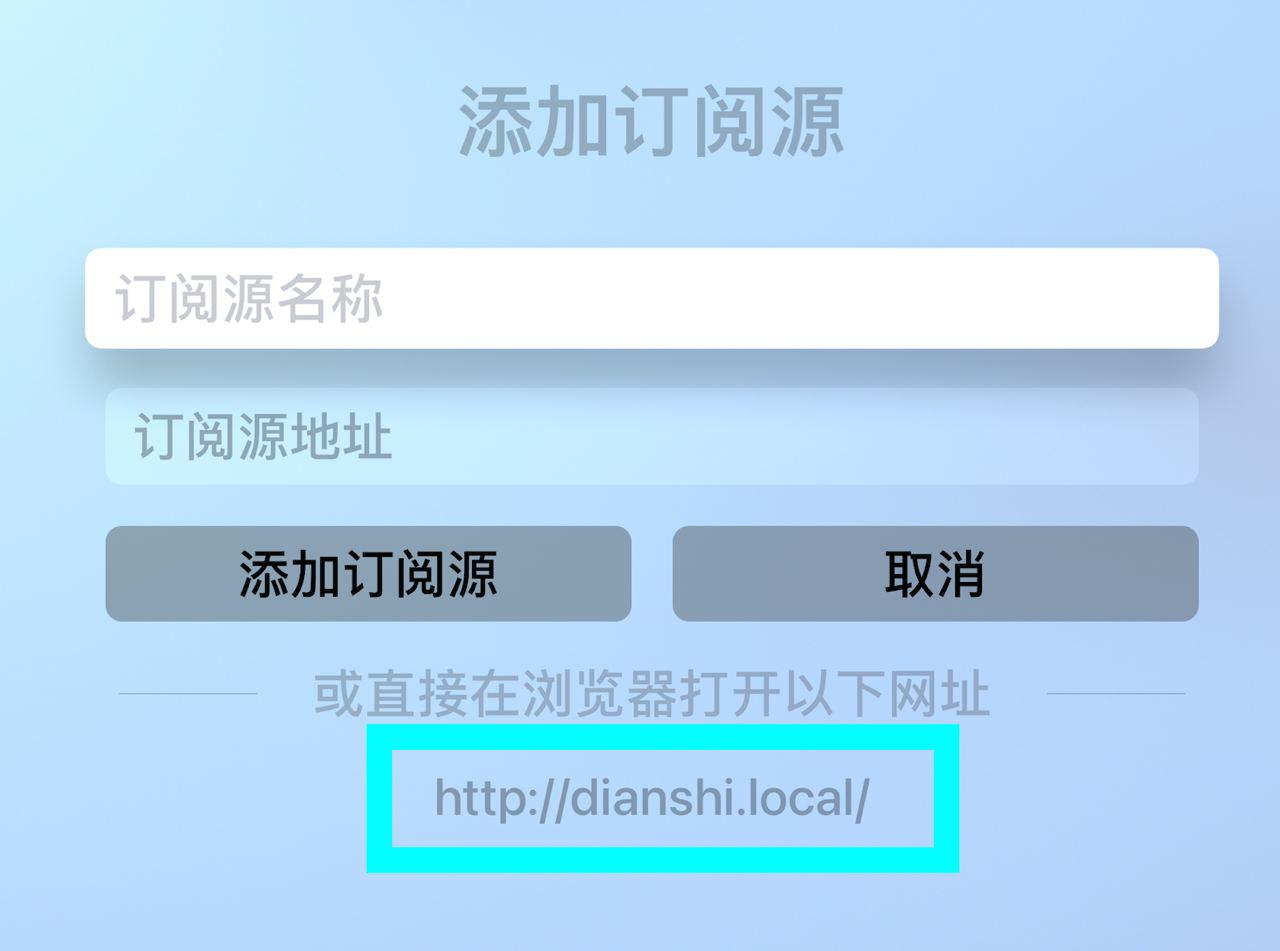 添加订阅源
订阅源名称
订阅源地址
添加订阅源
取消
或直接在浏览器打开以下网址
http://dianshi.local/